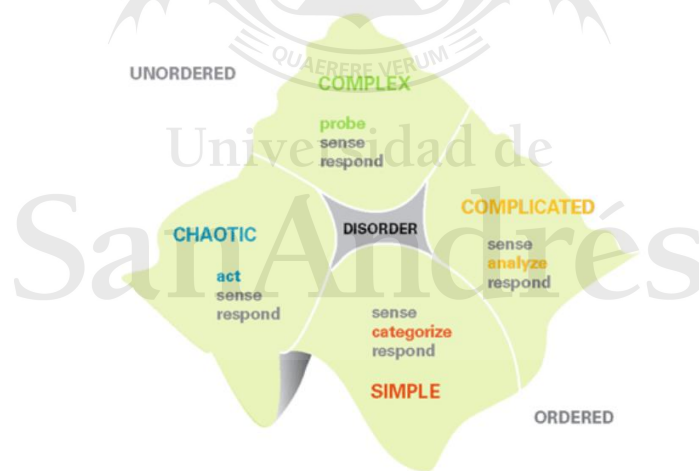 QUAERERE VERUM
UNORDERED
COMPLEX
probe
sense
respond
Universidad de
SanAndrés
CHAOTIC
act
sense
respond
DISORDER
COMPLICATED
sense
analyze
respond
sense
categorize
respond
SIMPLE
ORDERED